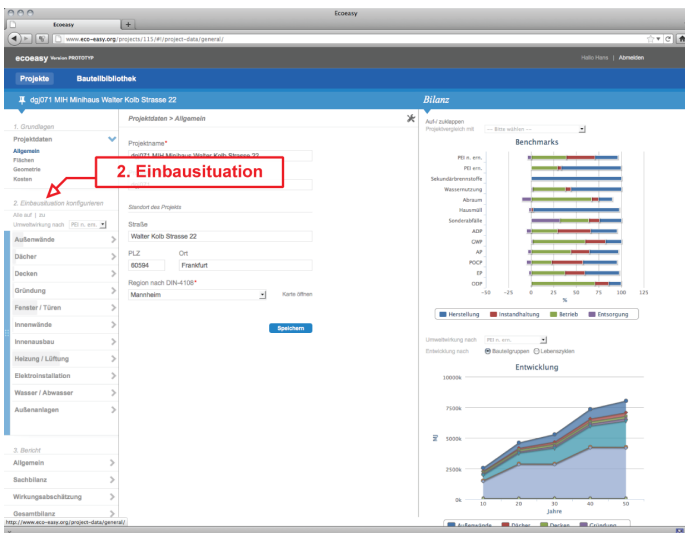 Ecoeasy
Ecoeasy
www.eco-easy.org/projects/115/#!/project-data/general/
ecoeasy Version PROTOTYP
Hallo Hans | Abmelden
Projekte Bauteilbibliothek
dgj071 MIH Minihaus Walter Kolb Strasse 22
Bilanz
1. Grundlagen
Projektdaten
Allgemein
Flächen
Geometrie
Kosten
2. Einbausituation konfigurieren
Alle auf | zu
Umweltwirkung nach PEI n. ern.
Außenwände
Dächer
Decken
Gründung
Fenster / Türen
Innenwände
Innenausbau
Heizung / Lüftung
Elektroinstallation
Wasser / Abwasser
Außenanlagen
3. Bericht
Allgemein
Sachbilanz
Wirkungsabschätzung
Gesamtbilanz
http://www.eco-easy.org/project-data/general/
Projektdaten > Allgemein
Projektname*
dgj071 MIH Minihaus Walter Kolb Strasse 22
2. Einbausituation
Standort des Projekts
Straße
Walter Kolb Strasse 22
PLZ Ort
60594 Frankfurt
Region nach DIN-4108*
Mannheim Karte öffnen
Speichern
Auf-/ zuklappen
Projektvergleich mit --- Bitte wählen ---
Benchmarks
PEI n. ern.
PEI ern.
Sekundärbrennstoffe
Wassernutzung
Abraum
Hausmüll
Sonderabfälle
ADP
GWP
AP
POCP
EP
ODP
-50 -25 0 25 50 75 100 125
%
Herstellung Instandhaltung Betrieb Entsorgung
Umweltwirkung nach PEI n. ern.
Entwicklung nach Bauteilgruppen Lebenszyklen
Entwicklung
10000k
7500k
5000k
2500k
0k
MJ
10 20 30 40 50
Jahre
Außenwände Dächer Decken Gründung